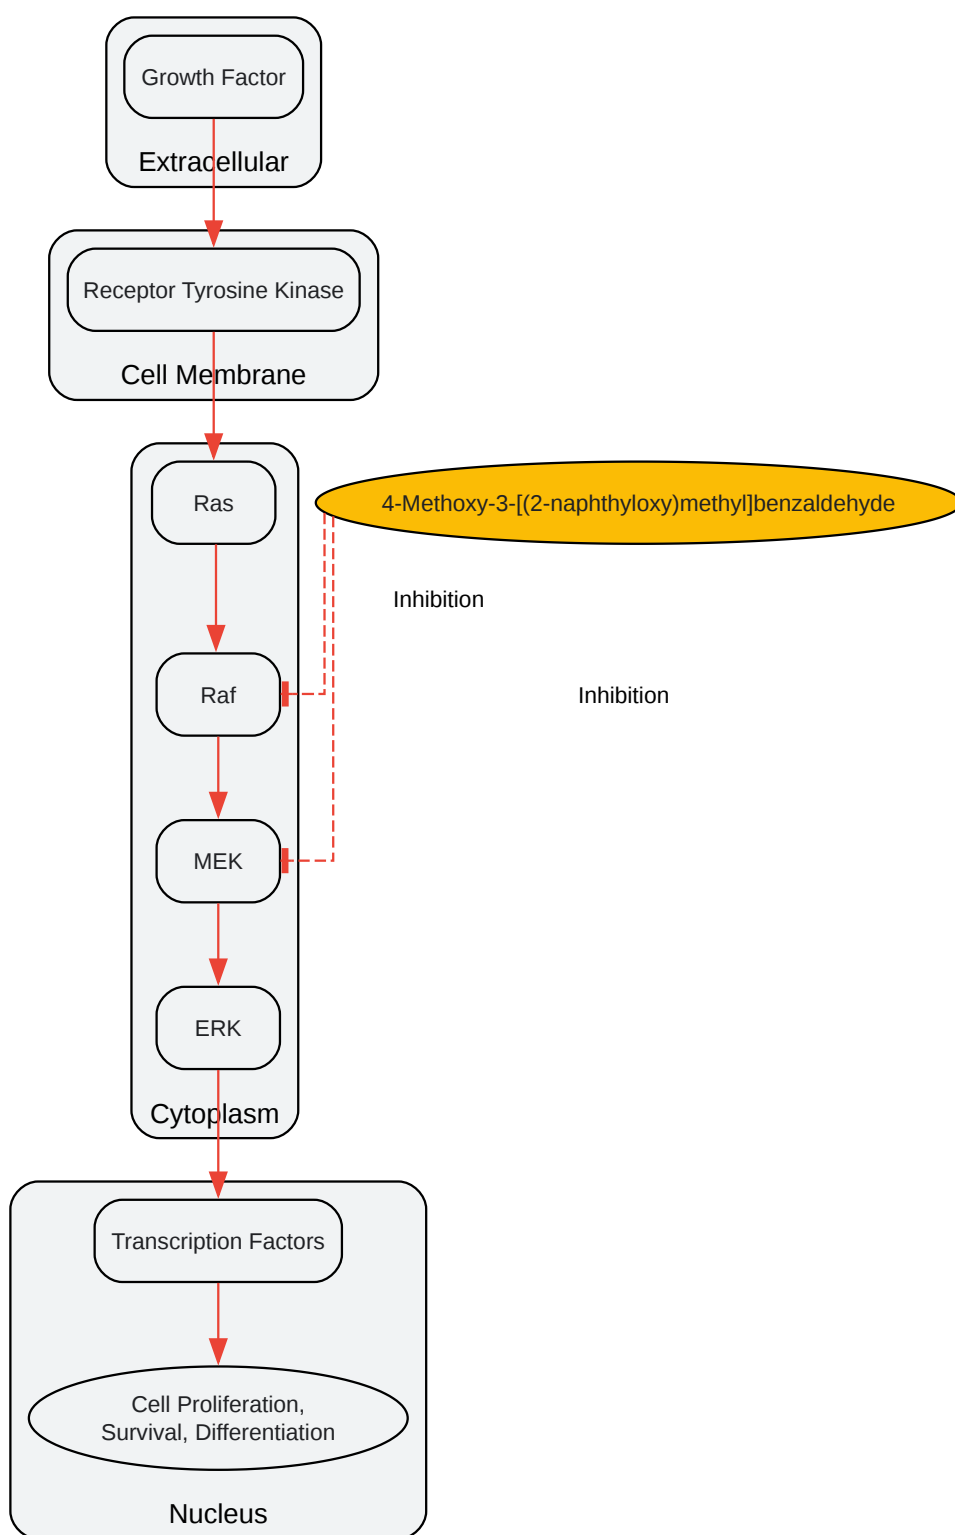 Growth Factor
Extracellular
Receptor Tyrosine Kinase
Cell Membrane
Ras
4-Methoxy-3-[(2-naphthyloxy)methyl]benzaldehyde
Inhibition
Raf
Inhibition
MEK
ERK
Cytoplasm
Transcription Factors
Cell Proliferation,
Survival, Differentiation
Nucleus